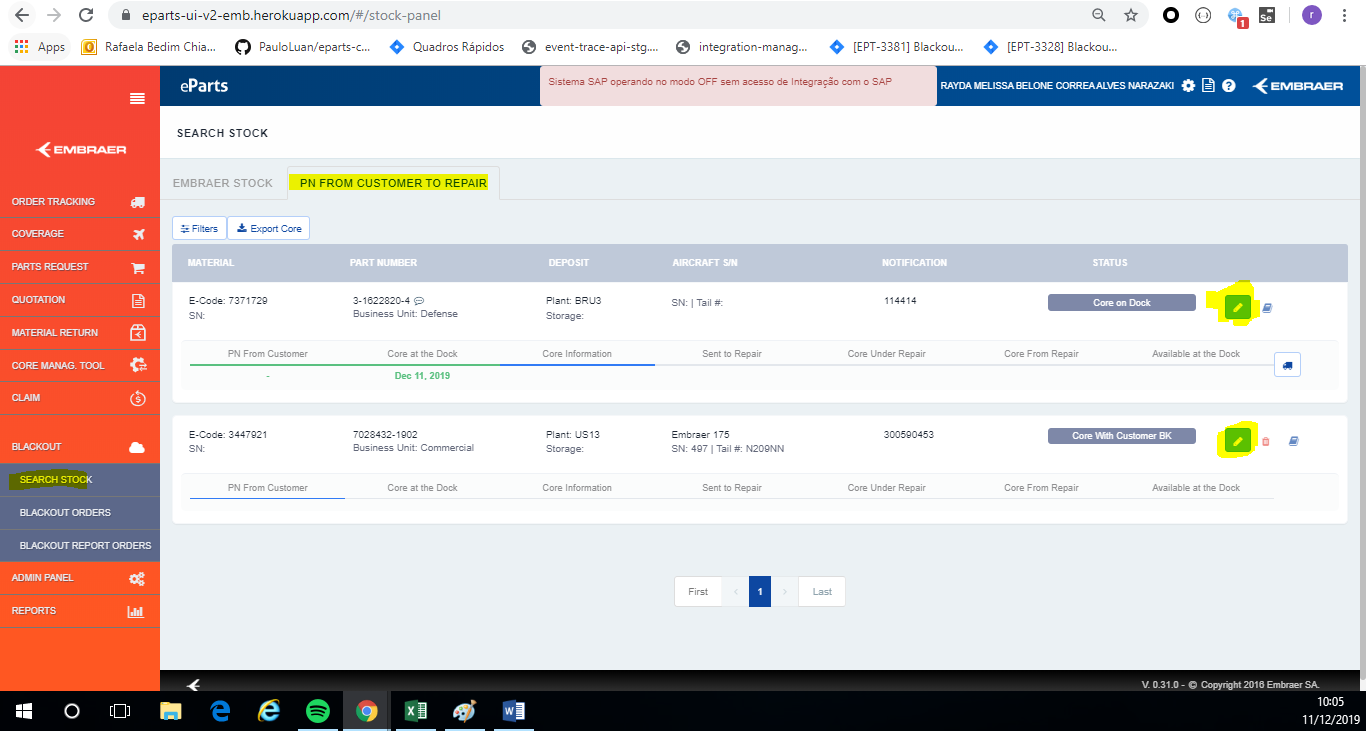 eparts-ui-v2-emb.herokuapp.com/#/stock-panel
Apps
Rafaela Bedim Chia...
PauloLuan/eparts-c...
Quadros Rápidos
event-trace-api-stg....
integration-manag...
[EPT-3381] Blackou...
[EPT-3328] Blackou...
1
Se
r
eParts
Sistema SAP operando no modo OFF sem acesso de Integração com o SAP
RAYDA MELISSA BELONE CORREA ALVES NARAZAKI
EMBRAER
EMBRAER
ORDER TRACKING
COVERAGE
PARTS REQUEST
QUOTATION
MATERIAL RETURN
CORE MANAG. TOOL
CLAIM
BLACKOUT
SEARCH STOCK
BLACKOUT ORDERS
BLACKOUT REPORT ORDERS
ADMIN PANEL
REPORTS
SEARCH STOCK
EMBRAER STOCK
PN FROM CUSTOMER TO REPAIR
Filters
Export Core
MATERIAL PART NUMBER DEPOSIT AIRCRAFT S/N NOTIFICATION STATUS
E-Code: 7371729
SN:
3-1622820-4
Business Unit: Defense
Plant: BRU3
Storage:
SN: | Tail #:
114414
Core on Dock
PN From Customer Core at the Dock Core Information Sent to Repair Core Under Repair Core From Repair Available at the Dock
- Dec 11, 2019
E-Code: 3447921
SN:
7028432-1902
Business Unit: Commercial
Plant: US13
Storage:
Embraer 175
SN: 497 | Tail #: N209NN
300590453
Core With Customer BK
PN From Customer Core at the Dock Core Information Sent to Repair Core Under Repair Core From Repair Available at the Dock
First ‹ 1 › Last
V. 0.31.0 - © Copyright 2016 Embraer SA.
10:05
11/12/2019